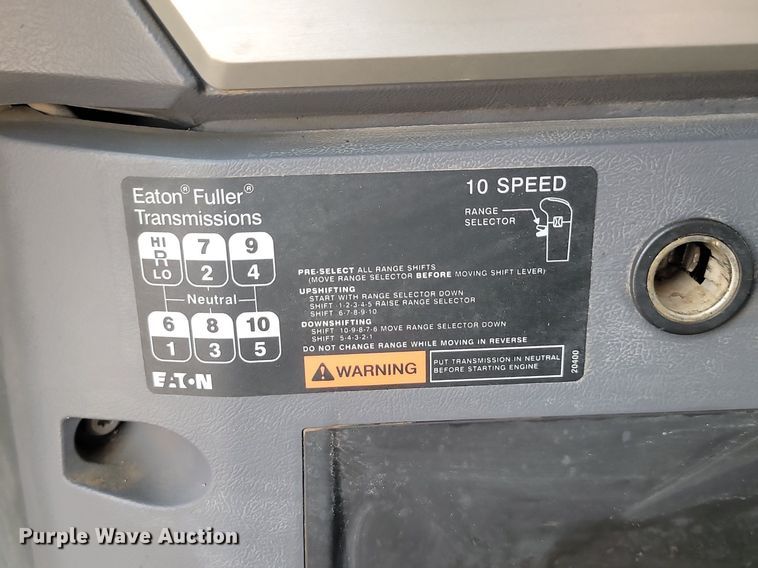 Eaton® Fuller®
Transmissions
10 SPEED
RANGE
SELECTOR
HI 7 9
R
LO 2 4
Neutral
6 8 10
1 3 5
PRE-SELECT ALL RANGE SHIFTS
(MOVE RANGE SELECTOR BEFORE MOVING SHIFT LEVER)
UPSHIFTING
START WITH RANGE SELECTOR DOWN
SHIFT 1-2-3-4-5 RAISE RANGE SELECTOR
SHIFT 6-7-8-9-10
DOWNSHIFTING
SHIFT 10-9-8-7-6 MOVE RANGE SELECTOR DOWN
SHIFT 5-4-3-2-1
DO NOT CHANGE RANGE WHILE MOVING IN REVERSE
WARNING
PUT TRANSMISSION IN NEUTRAL
BEFORE STARTING ENGINE
20400
EATON
Purple Wave Auction